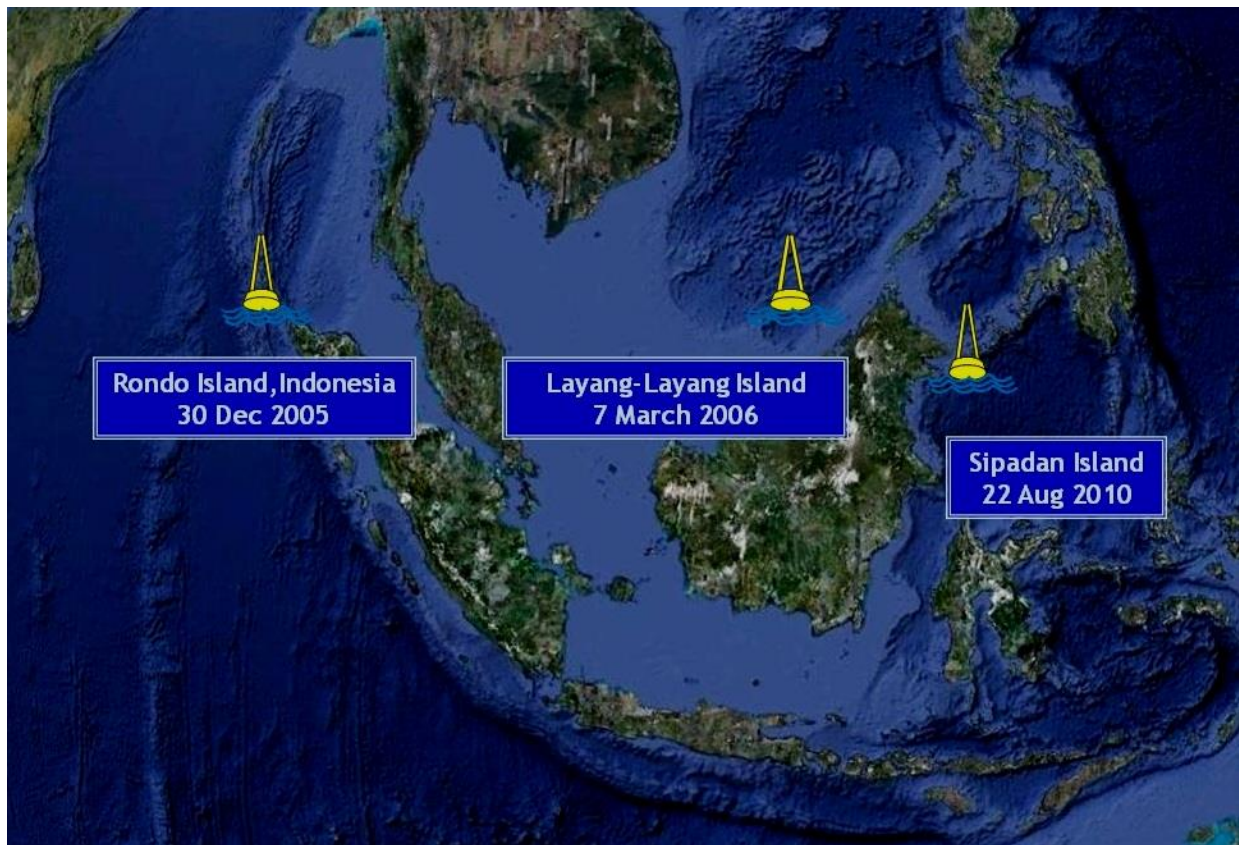 Rondo Island, Indonesia
30 Dec 2005
Layang-Layang Island
7 March 2006
Sipadan Island
22 Aug 2010